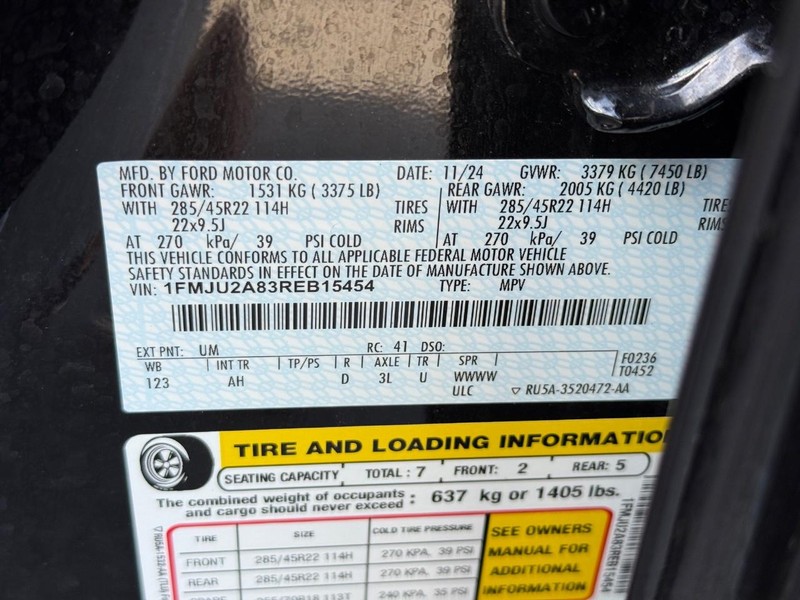 MFD. BY FORD MOTOR CO. DATE: 11/24 GVWR: 3379 KG ( 7450 LB)
FRONT GAWR: 1531 KG ( 3375 LB) REAR GAWR: 2005 KG ( 4420 LB)
WITH 285/45R22 114H TIRES WITH 285/45R22 114H TIRES
22x9.5J RIMS 22x9.5J RIMS
AT 270 kPa/ 39 PSI COLD AT 270 kPa/ 39 PSI COLD
THIS VEHICLE CONFORMS TO ALL APPLICABLE FEDERAL MOTOR VEHICLE
SAFETY STANDARDS IN EFFECT ON THE DATE OF MANUFACTURE SHOWN ABOVE.
VIN: 1FMJU2A83REB15454 TYPE: MPV
EXT PNT: UM RC: 41 DSO:
WB INT TR TP/PS R AXLE TR SPR F0236
123 AH D 3L U WWWW T0452
ULC ▽ RU5A-3520472-AA
TIRE AND LOADING INFORMATIO
SEATING CAPACITY TOTAL : 7 FRONT: 2 REAR: 5
The combined weight of occupants and cargo should never exceed : 637 kg or 1405 lbs.
TIRE SIZE COLD TIRE PRESSURE
FRONT 285/45R22 114H 270 KPA, 39 PSI
REAR 285/45R22 114H 270 KPA, 39 PSI
240 KPA, 35 PSI
SEE OWNERS
MANUAL FOR
ADDITIONAL
INFORMATION
1FMJU2A83REB15454